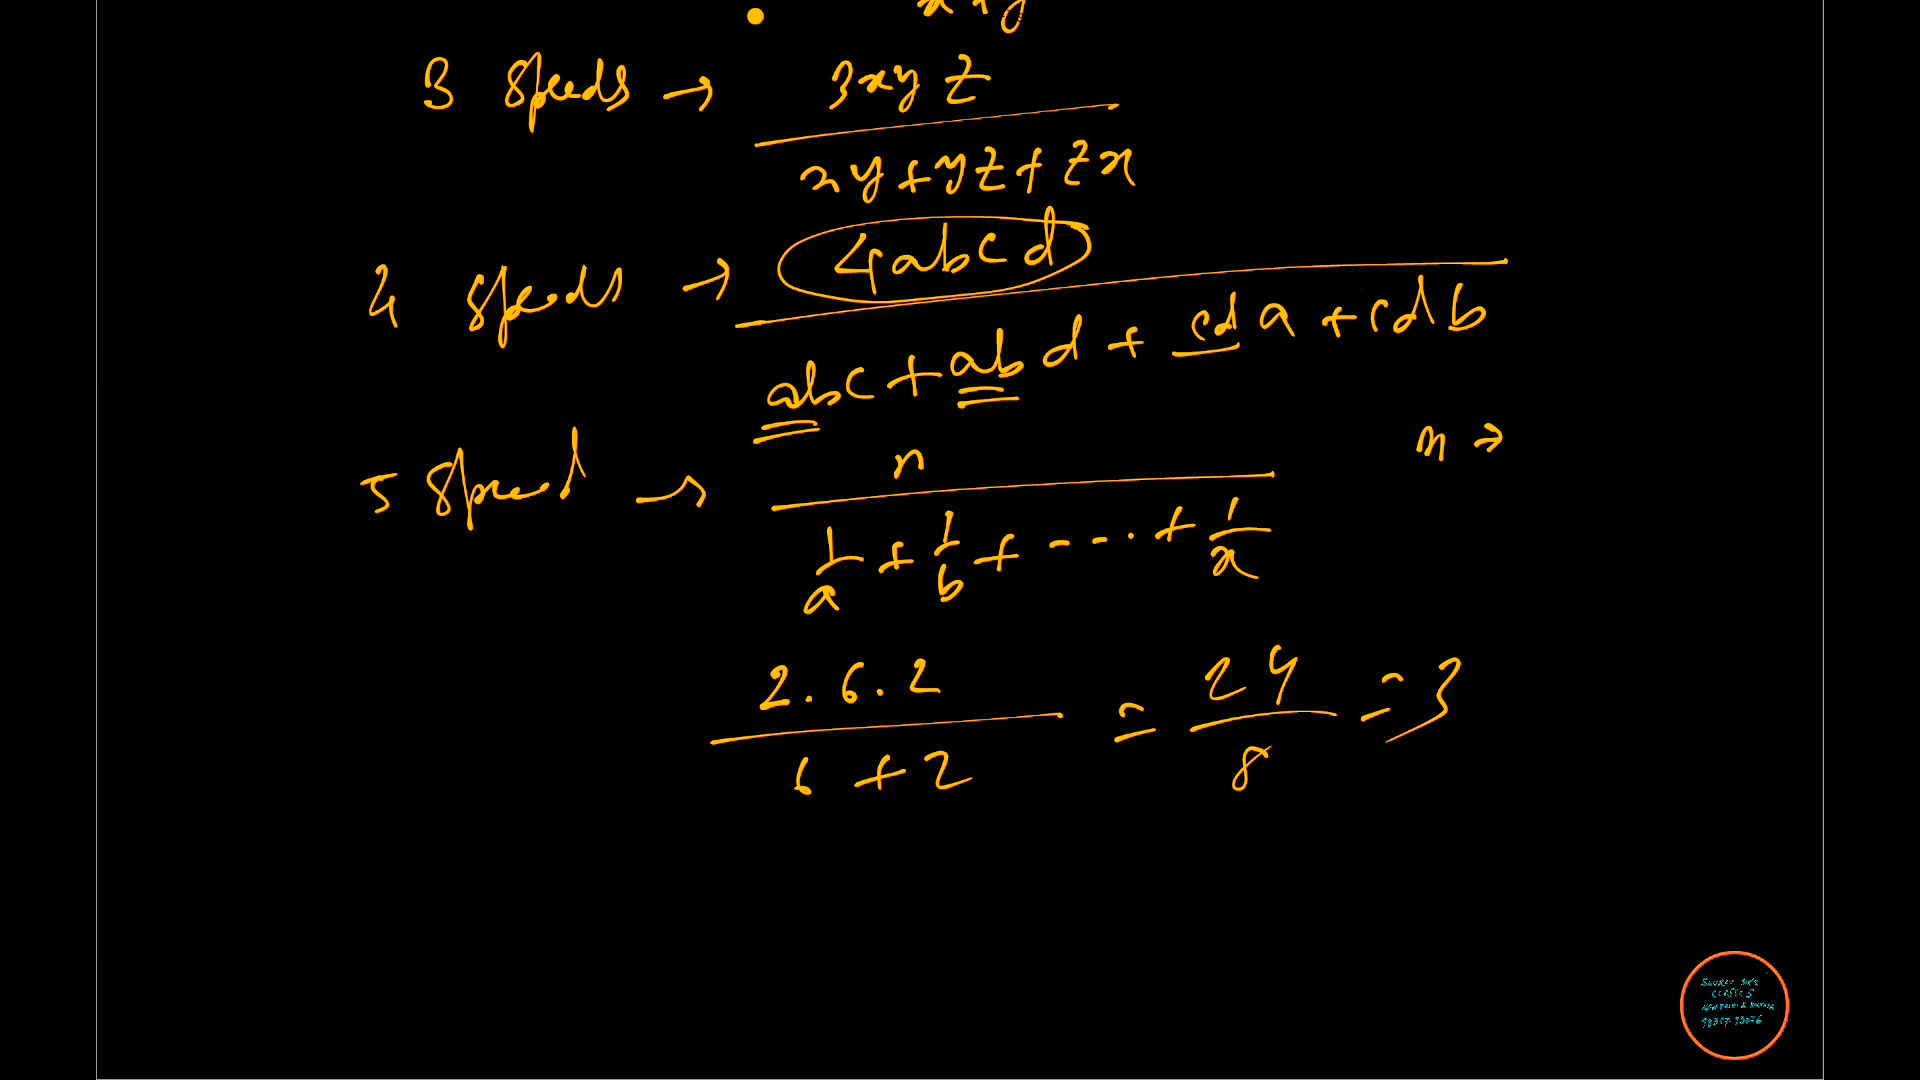 x+y
3 speeds → 3xyz
xy+yz+zx
4 speeds → 4abcd
abc + abd + cda + cdb
5 speed → n
n →
1/a + 1/b + ---- + 1/x
2.6.2 / 6+2 = 24/8 = 3
CLASSES